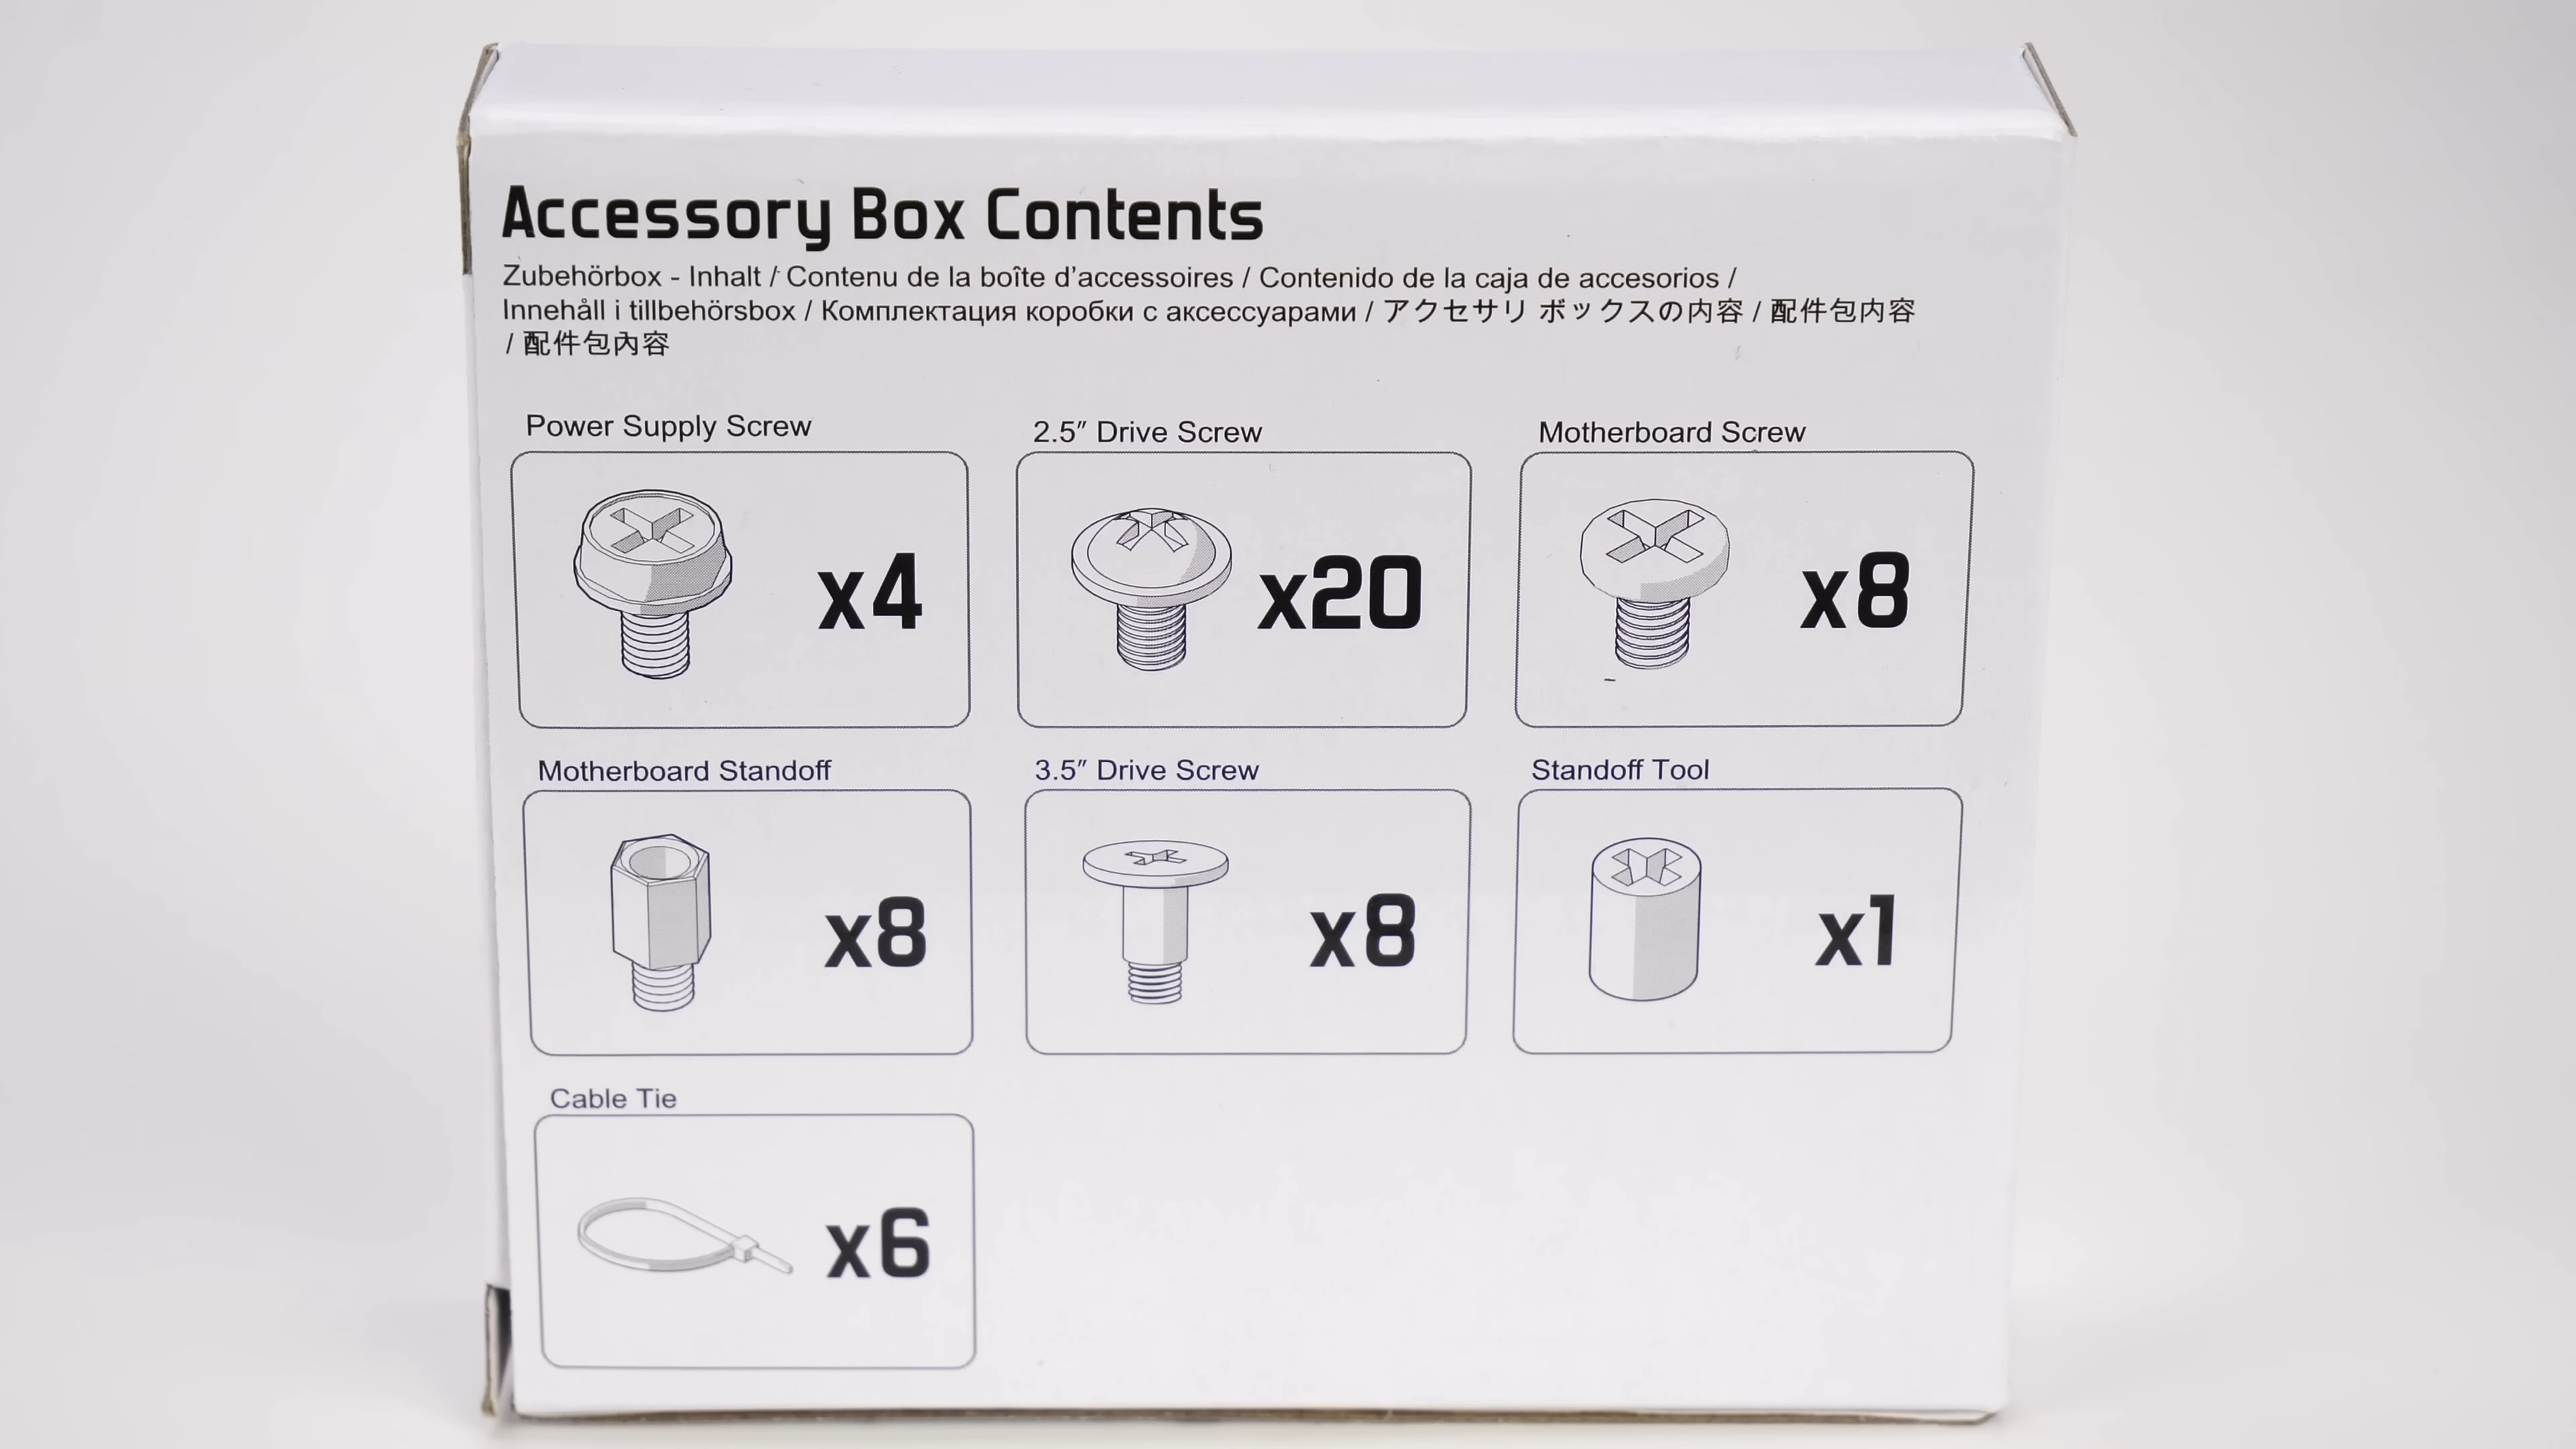 Accessory Box Contents
Zubehörbox - Inhalt / Contenu de la boîte d’accessoires / Contenido de la caja de accesorios /
Innehåll i tillbehörsbox / Комплектация коробки с аксессуарами / アクセサリ ボックスの内容 / 配件包内容
/ 配件包內容
Power Supply Screw
x4
2.5″ Drive Screw
x20
Motherboard Screw
x8
Motherboard Standoff
x8
3.5″ Drive Screw
x8
Standoff Tool
x1
Cable Tie
x6